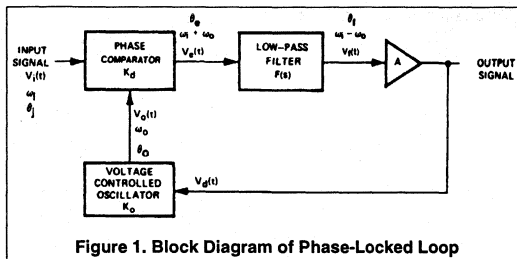 INPUT
SIGNAL
Vi(t)
ωi
θi
PHASE
COMPARATOR
Kd
θe
ωi + ωo
Ve(t)
LOW-PASS
FILTER
F(s)
θf
ωi - ωo
Vf(t)
A
OUTPUT
SIGNAL
Vo(t)
ωo
θo
VOLTAGE
CONTROLLED
OSCILLATOR
Ko
Vd(t)
Figure 1. Block Diagram of Phase-Locked Loop